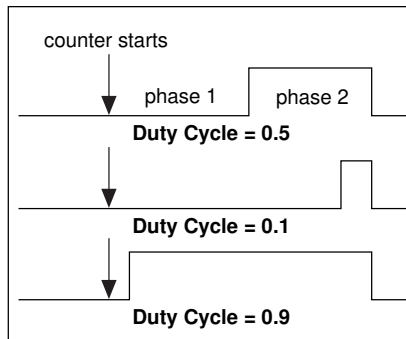 counter starts
phase 1
phase 2
Duty Cycle = 0.5
Duty Cycle = 0.1
Duty Cycle = 0.9